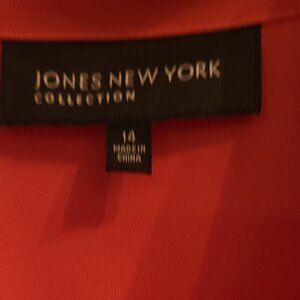 JONES NEW YORK
COLLECTION
14
MADE IN
CHINA